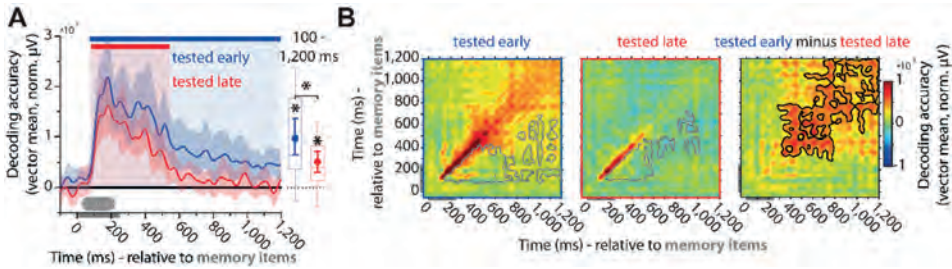 A
Decoding accuracy
(vector mean, norm. μV)
3
×10³
2
1
0
tested early
tested late
100 -
1,200 ms
*
*
*
0
200
400
600
800
1,000
1,200
Time (ms) - relative to memory items
B
Time (ms) -
relative to memory items
1,200
1,000
800
600
400
200
0
tested early
tested late
tested early minus tested late
0
200
400
600
800
1,000
1,200
0
200
400
600
800
1,000
1,200
0
200
400
600
800
1,000
1,200
Time (ms) - relative to memory items
1
0
1
Decoding accuracy
(vector mean, norm. μV)